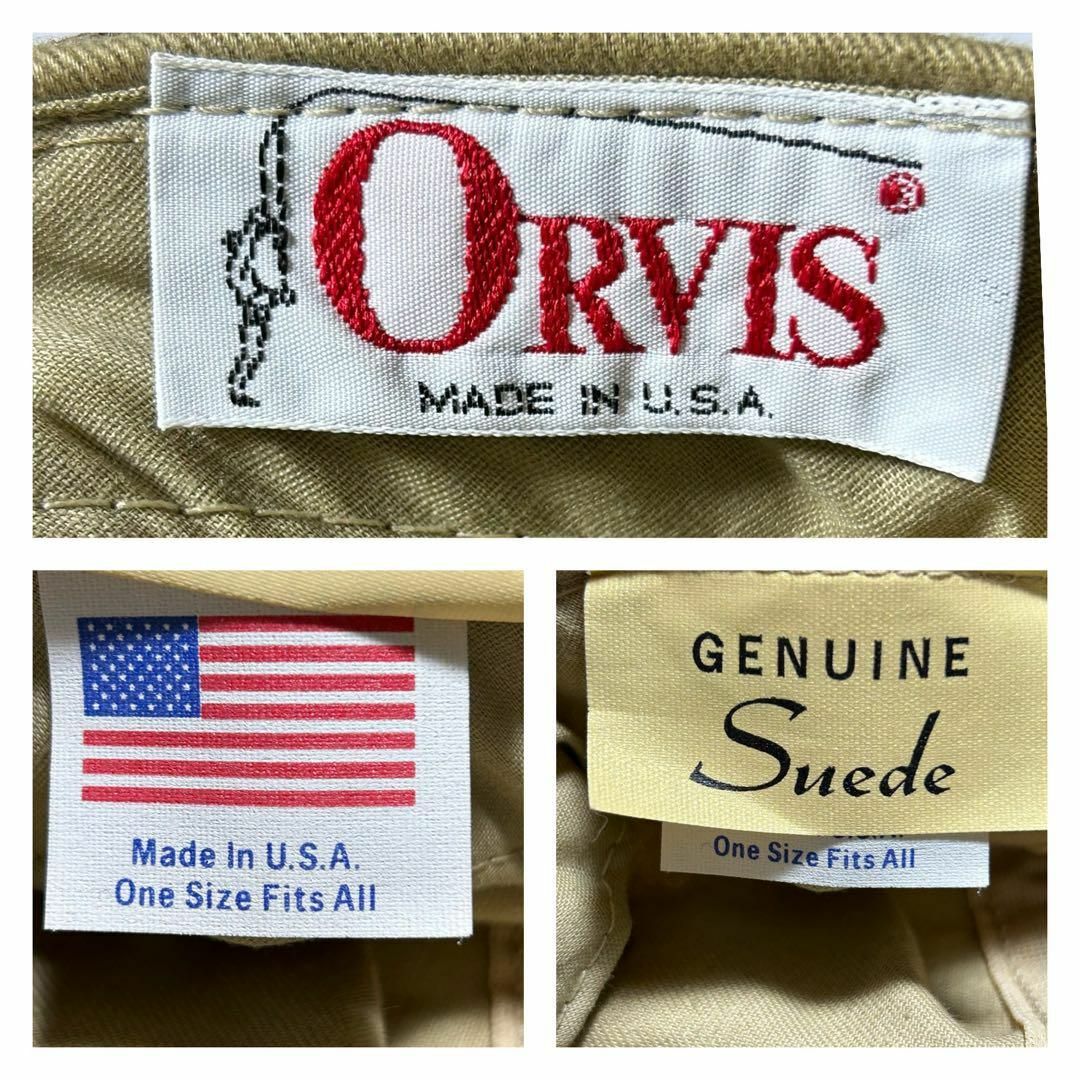 ORVIS®
MADE IN U.S.A.
Made In U.S.A.
One Size Fits All
GENUINE
Suede
U.S.A.
One Size Fits All